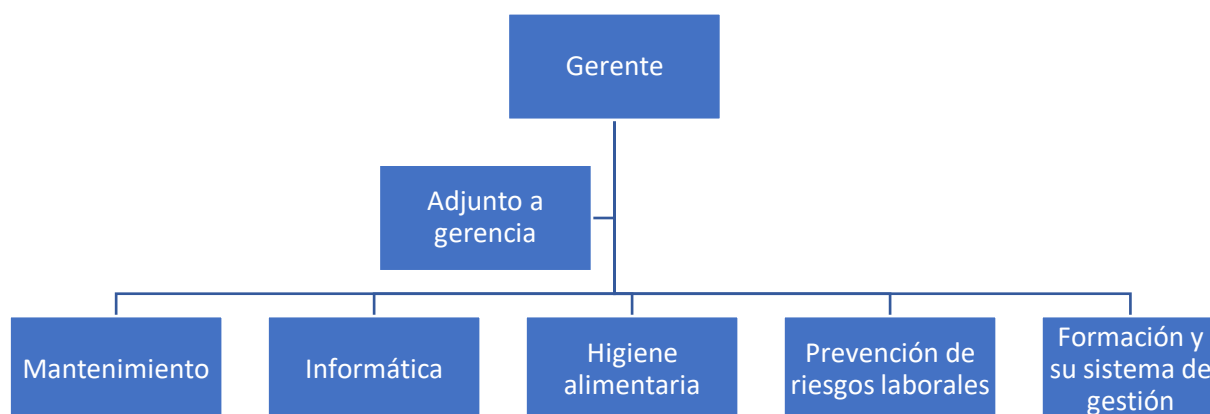 Gerente
Adjunto a
gerencia
Mantenimiento
Informática
Higiene
alimentaria
Prevención de
riesgos laborales
Formación y
su sistema de
gestión